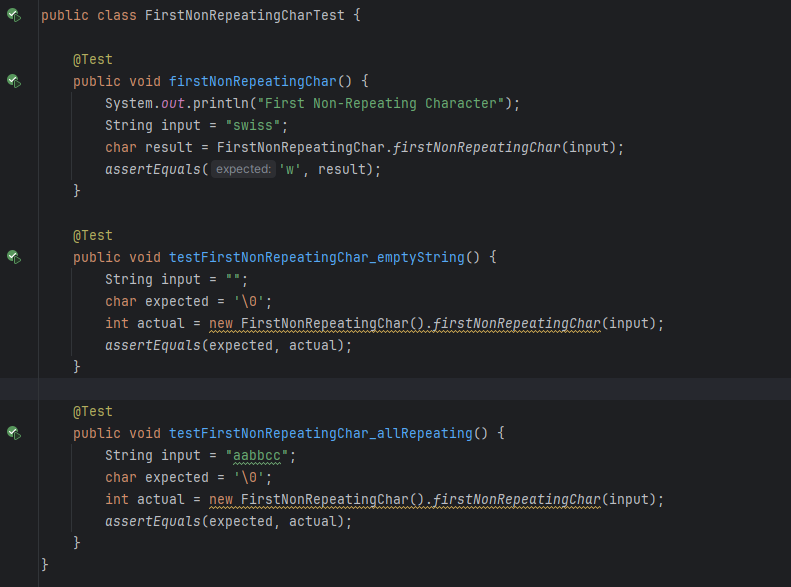 public class FirstNonRepeatingCharTest {
@Test
public void firstNonRepeatingChar() {
System.out.println("First Non-Repeating Character");
String input = "swiss";
char result = FirstNonRepeatingChar.firstNonRepeatingChar(input);
assertEquals( expected: 'w', result);
}
@Test
public void testFirstNonRepeatingChar_emptyString() {
String input = "";
char expected = '\0';
int actual = new FirstNonRepeatingChar().firstNonRepeatingChar(input);
assertEquals(expected, actual);
}
@Test
public void testFirstNonRepeatingChar_allRepeating() {
String input = "aabbcc";
char expected = '\0';
int actual = new FirstNonRepeatingChar().firstNonRepeatingChar(input);
assertEquals(expected, actual);
}
}